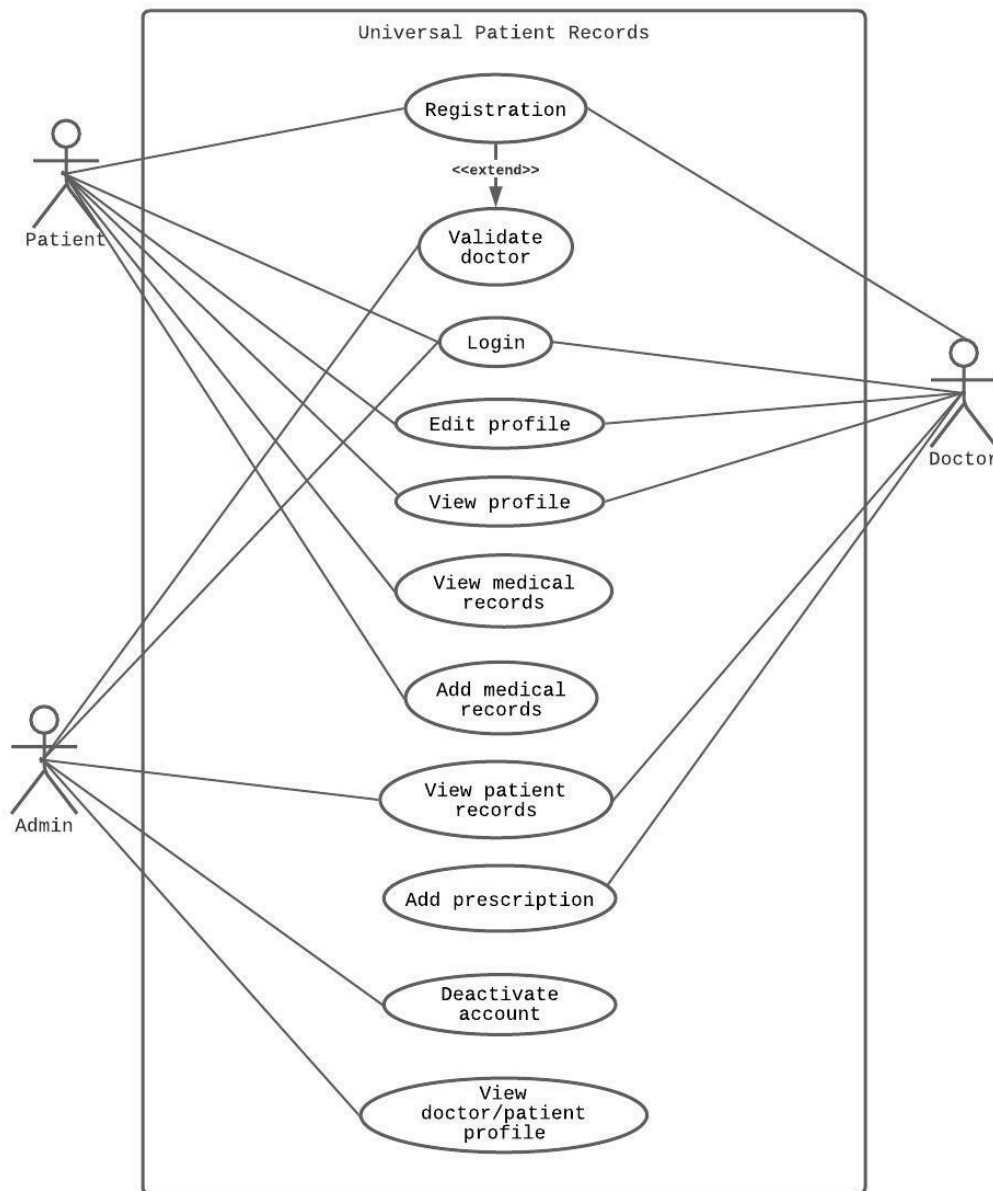 Universal Patient Records
Registration
<<extend>>
Patient
Validate
doctor
Login
Edit profile
Doctor
View profile
View medical
records
Add medical
records
View patient
records
Admin
Add prescription
Deactivate
account
View
doctor/patient
profile